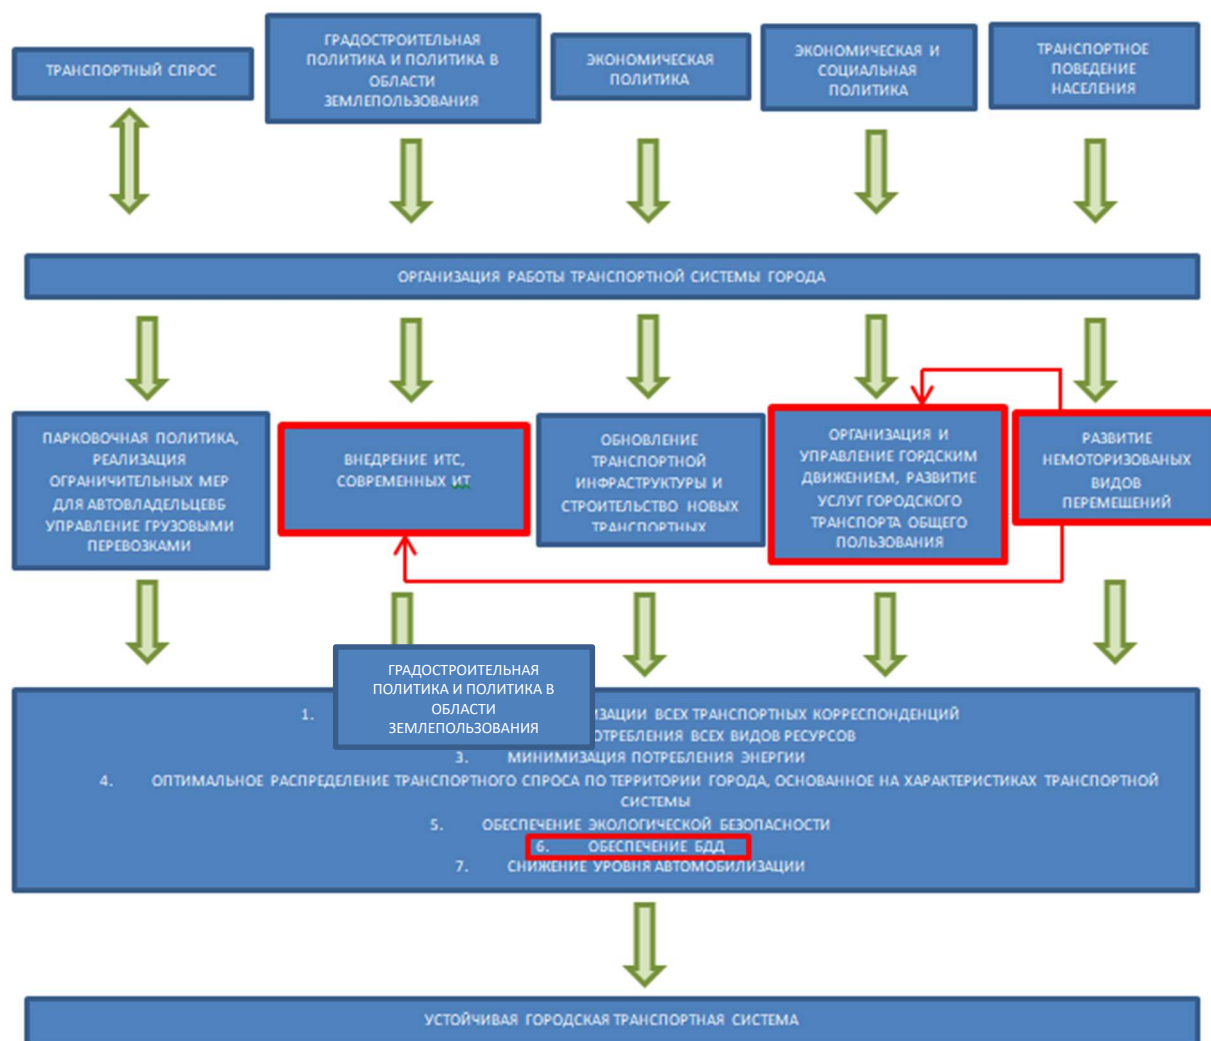 ТРАНСПОРТНЫЙ СПРОС
ГРАДОСТРОИТЕЛЬНАЯ
ПОЛИТИКА И ПОЛИТИКА В
ОБЛАСТИ
ЗЕМЛЕПОЛЬЗОВАНИЯ
ЭКОНОМИЧЕСКАЯ
ПОЛИТИКА
ЭКОНОМИЧЕСКАЯ И
СОЦИАЛЬНАЯ
ПОЛИТИКА
ТРАНСПОРТНОЕ
ПОВЕДЕНИЕ
НАСЕЛЕНИЯ
ОРГАНИЗАЦИЯ РАБОТЫ ТРАНСПОРТНОЙ СИСТЕМЫ ГОРОДА
ПАРКОВОЧНАЯ ПОЛИТИКА,
РЕАЛИЗАЦИЯ
ОГРАНИЧИТЕЛЬНЫХ МЕР
ДЛЯ АВТОВЛАДЕЛЬЦЕВБ
УПРАВЛЕНИЕ ГРУЗОВЫМИ
ПЕРЕВОЗКАМИ
ВНЕДРЕНИЕ ИТС,
СОВРЕМЕННЫХ ИТ
ОБНОВЛЕНИЕ
ТРАНСПОРТНОЙ
ИНФРАСТРУКТУРЫ И
СТРОИТЕЛЬСТВО НОВЫХ
ТРАНСПОРТНЫХ
ОРГАНИЗАЦИЯ И
УПРАВЛЕНИЕ ГОРДСКИМ
ДВИЖЕНИЕМ, РАЗВИТИЕ
УСЛУГ ГОРОДСКОГО
ТРАНСПОРТА ОБЩЕГО
ПОЛЬЗОВАНИЯ
РАЗВИТИЕ
НЕМОТОРИЗОВАНЫХ
ВИДОВ
ПЕРЕМЕЩЕНИЙ
ГРАДОСТРОИТЕЛЬНАЯ
ПОЛИТИКА И ПОЛИТИКА В
ОБЛАСТИ
ЗЕМЛЕПОЛЬЗОВАНИЯ
1. ИЗАЦИИ ВСЕХ ТРАНСПОРТНЫХ КОРРЕСПОНДЕНЦИЙ
ОТРЕБЛЕНИЯ ВСЕХ ВИДОВ РЕСУРСОВ
3. МИНИМИЗАЦИЯ ПОТРЕБЛЕНИЯ ЭНЕРГИИ
4. ОПТИМАЛЬНОЕ РАСПРЕДЕЛЕНИЕ ТРАНСПОРТНОГО СПРОСА ПО ТЕРРИТОРИИ ГОРОДА, ОСНОВАННОЕ НА ХАРАКТЕРИСТИКАХ ТРАНСПОРТНОЙ
СИСТЕМЫ
5. ОБЕСПЕЧЕНИЕ ЭКОЛОГИЧЕСКОЙ БЕЗОПАСНОСТИ
6. ОБЕСПЕЧЕНИЕ БДД
7. СНИЖЕНИЕ УРОВНЯ АВТОМОБИЛИЗАЦИИ
УСТОЙЧИВАЯ ГОРОДСКАЯ ТРАНСПОРТНАЯ СИСТЕМА